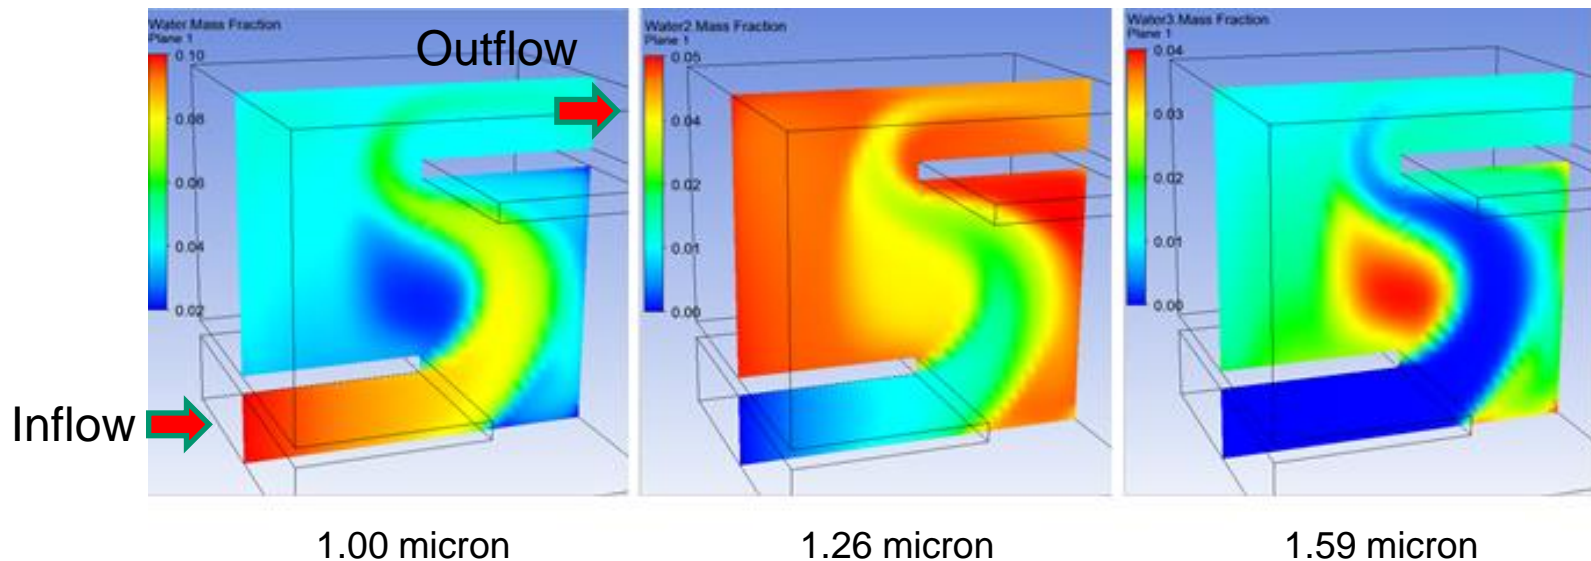 Water.Mass Fraction
Plane 1
0.10
0.08
0.06
0.04
0.02
Outflow
Inflow
Water2.Mass Fraction
Plane 1
0.05
0.04
0.02
0.01
0.00
Water3.Mass Fraction
Plane 1
0.04
0.03
0.02
0.01
0.00
1.00 micron
1.26 micron
1.59 micron